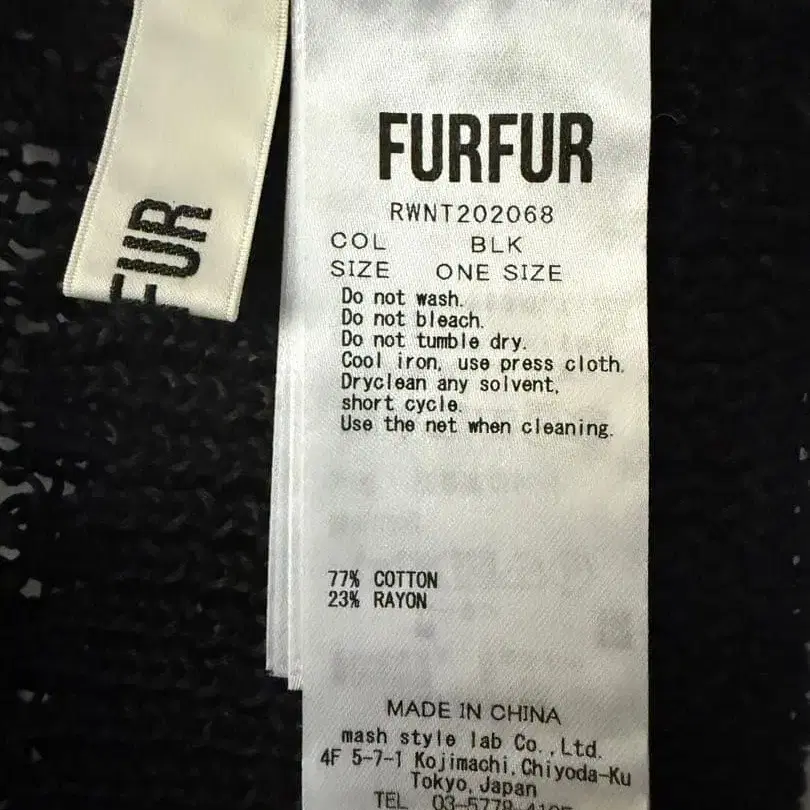 FUR
FURFUR
RWNT202068
COL BLK
SIZE ONE SIZE
Do not wash.
Do not bleach.
Do not tumble dry.
Cool iron, use press cloth.
Dryclean any solvent,
short cycle.
Use the net when cleaning.
77% COTTON
23% RAYON
MADE IN CHINA
mash style lab Co.,Ltd.
4F 5-7-1 Kojimachi,Chiyoda-Ku
Tokyo,Japan
TEL